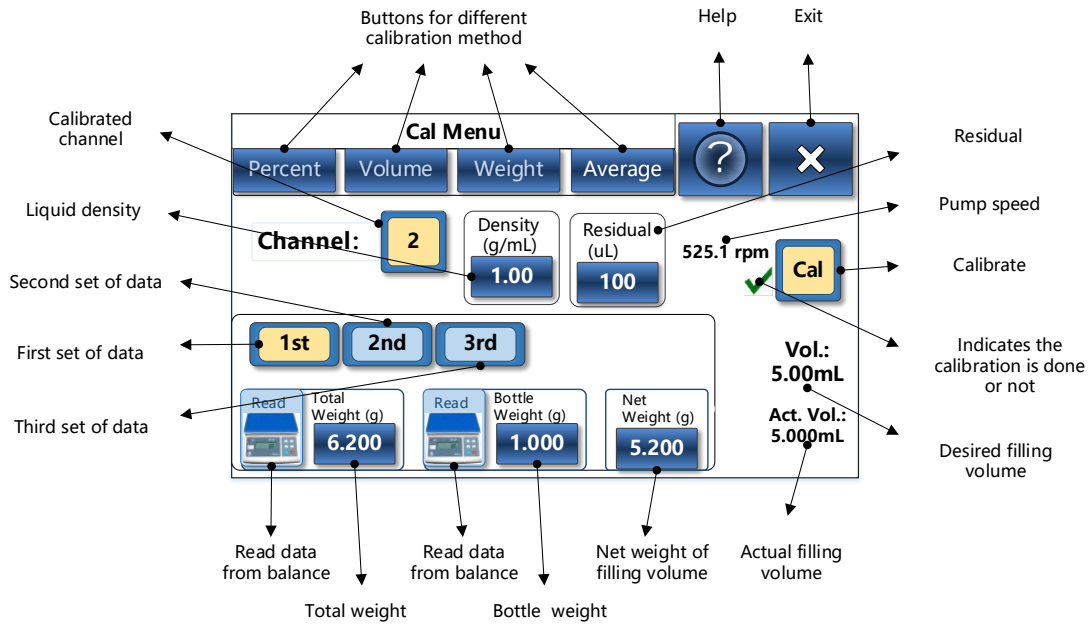 Buttons for different
calibration method
Help
Exit
Calibrated
channel
Cal Menu
?
Residual
Percent
Volume
Weight
Average
Liquid density
Pump speed
Channel:
2
Density
(g/mL)
1.00
Residual
(uL)
100
525.1 rpm
Cal
Calibrate
Second set of data
1st
2nd
3rd
First set of data
Vol.:
5.00mL
Indicates the
calibration is done
or not
Read
Total
Weight (g)
6.200
Read
Bottle
Weight (g)
1.000
Net
Weight (g)
5.200
Act. Vol.:
5.000mL
Third set of data
Desired filling
volume
Read data
from balance
Read data
from balance
Net weight of
filling volume
Actual filling
volume
Total weight
Bottle weight